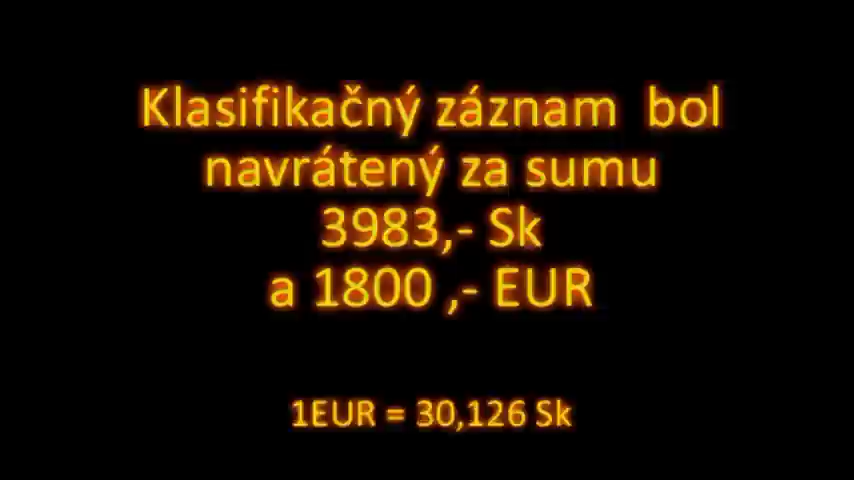 Klasifikačný záznam bol
navrátený za sumu
3983,- Sk
a 1800 ,- EUR
1EUR = 30,126 Sk